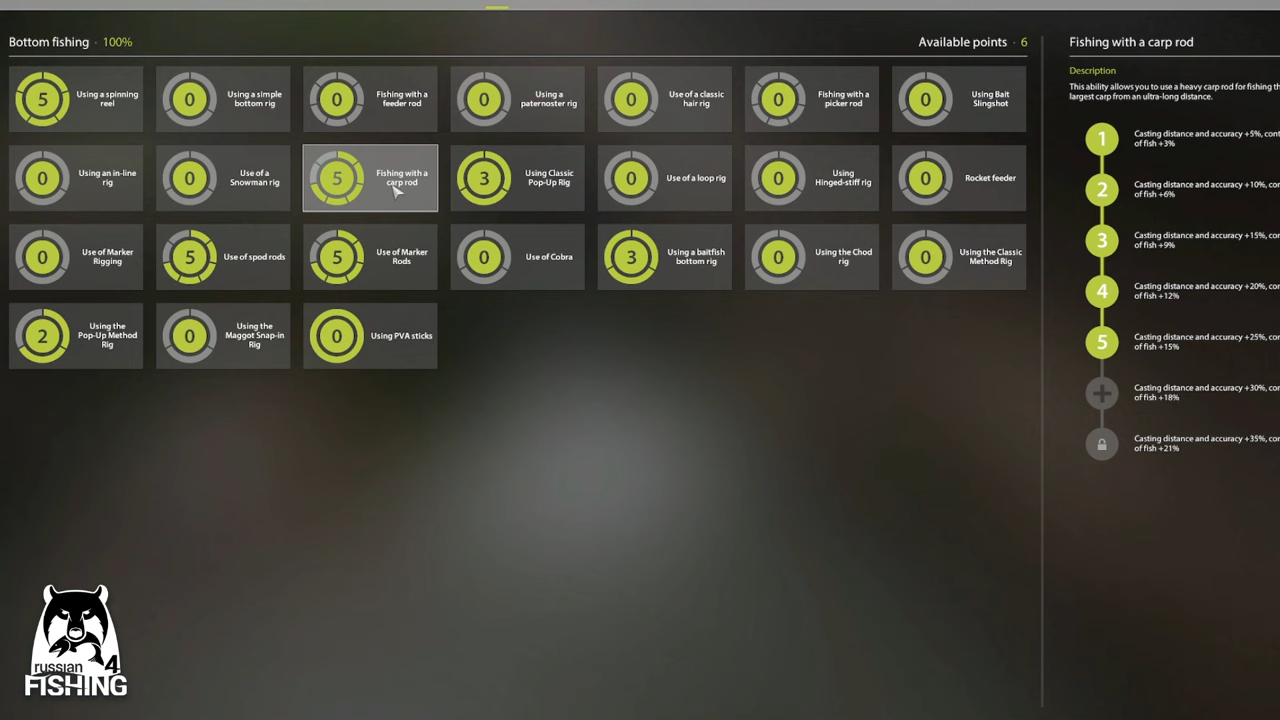 Bottom fishing · 100%
Available points · 6
5 Using a spinning
reel
0 Using a simple
bottom rig
0 Fishing with a
feeder rod
0 Using a
paternoster rig
0 Use of a classic
hair rig
0 Fishing with a
picker rod
0 Using Bait
Slingshot
0 Using an in-line
rig
0 Use of a
Snowman rig
5 Fishing with a
carp rod
3 Using Classic
Pop-Up Rig
0 Use of a loop rig
0 Using
Hinged-stiff rig
0 Rocket feeder
0 Use of Marker
Rigging
5 Use of spod rods
5 Use of Marker
Rods
0 Use of Cobra
3 Using a baitfish
bottom rig
0 Using the Chod
rig
0 Using the Classic
Method Rig
2 Using the
Pop-Up Method
Rig
0 Using the
Maggot Snap-in
Rig
0 Using PVA sticks
Fishing with a carp rod
Description
This ability allows you to use a heavy carp rod for fishing th
largest carp from an ultra-long distance.
1 Casting distance and accuracy +5%, cont
of fish +3%
2 Casting distance and accuracy +10%, con
of fish +6%
3 Casting distance and accuracy +15%, con
of fish +9%
4 Casting distance and accuracy +20%, con
of fish +12%
5 Casting distance and accuracy +25%, con
of fish +15%
Casting distance and accuracy +30%, con
of fish +18%
Casting distance and accuracy +35%, con
of fish +21%
russian 4
FISHING